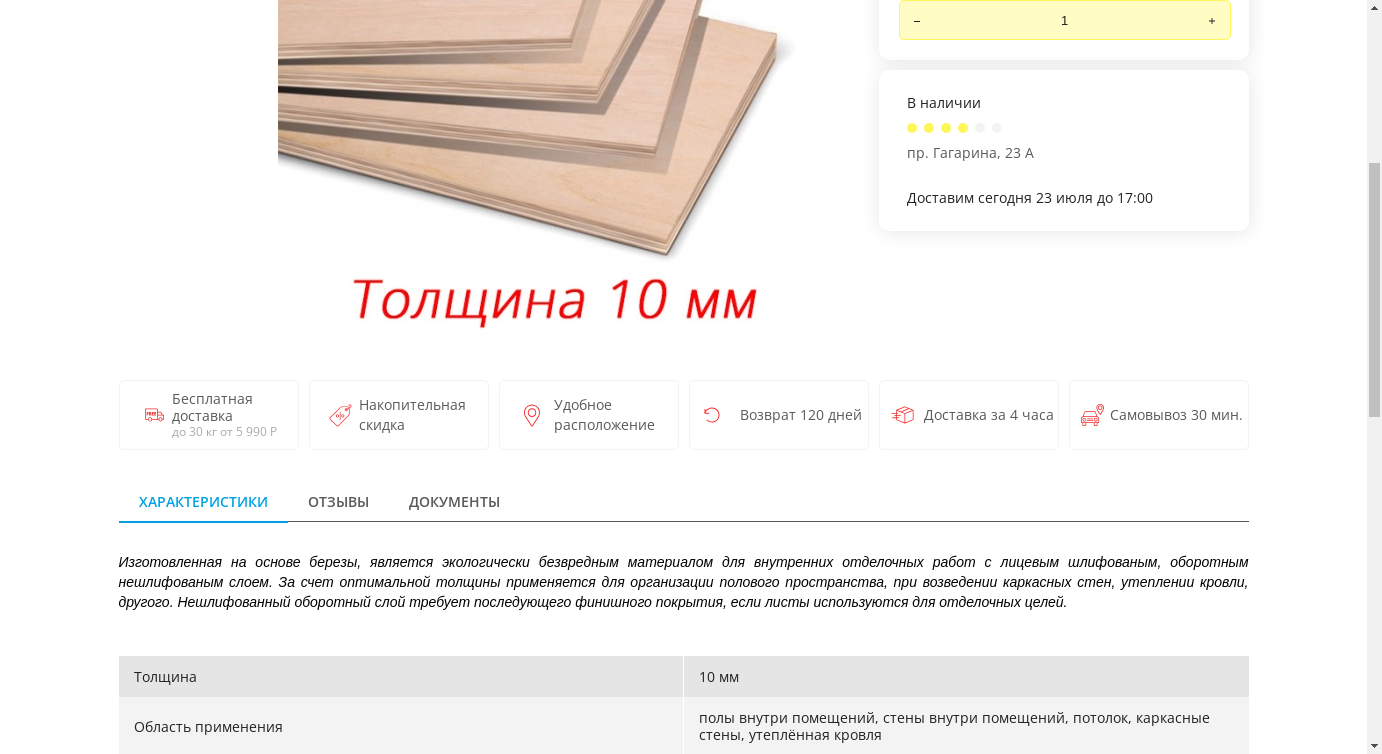 − 1 +
В наличии
пр. Гагарина, 23 А
Доставим сегодня 23 июля до 17:00
Толщина 10 мм
Бесплатная
доставка
до 30 кг от 5 990 Р
Накопительная
скидка
Удобное
расположение
Возврат 120 дней
Доставка за 4 часа
Самовывоз 30 мин.
ХАРАКТЕРИСТИКИ ОТЗЫВЫ ДОКУМЕНТЫ
Изготовленная на основе березы, является экологически безвредным материалом для внутренних отделочных работ с лицевым шлифованым, оборотным
нешлифованым слоем. За счет оптимальной толщины применяется для организации полового пространства, при возведении каркасных стен, утеплении кровли,
другого. Нешлифованный оборотный слой требует последующего финишного покрытия, если листы используются для отделочных целей.
Толщина 10 мм
Область применения
полы внутри помещений, стены внутри помещений, потолок, каркасные
стены, утеплённая кровля